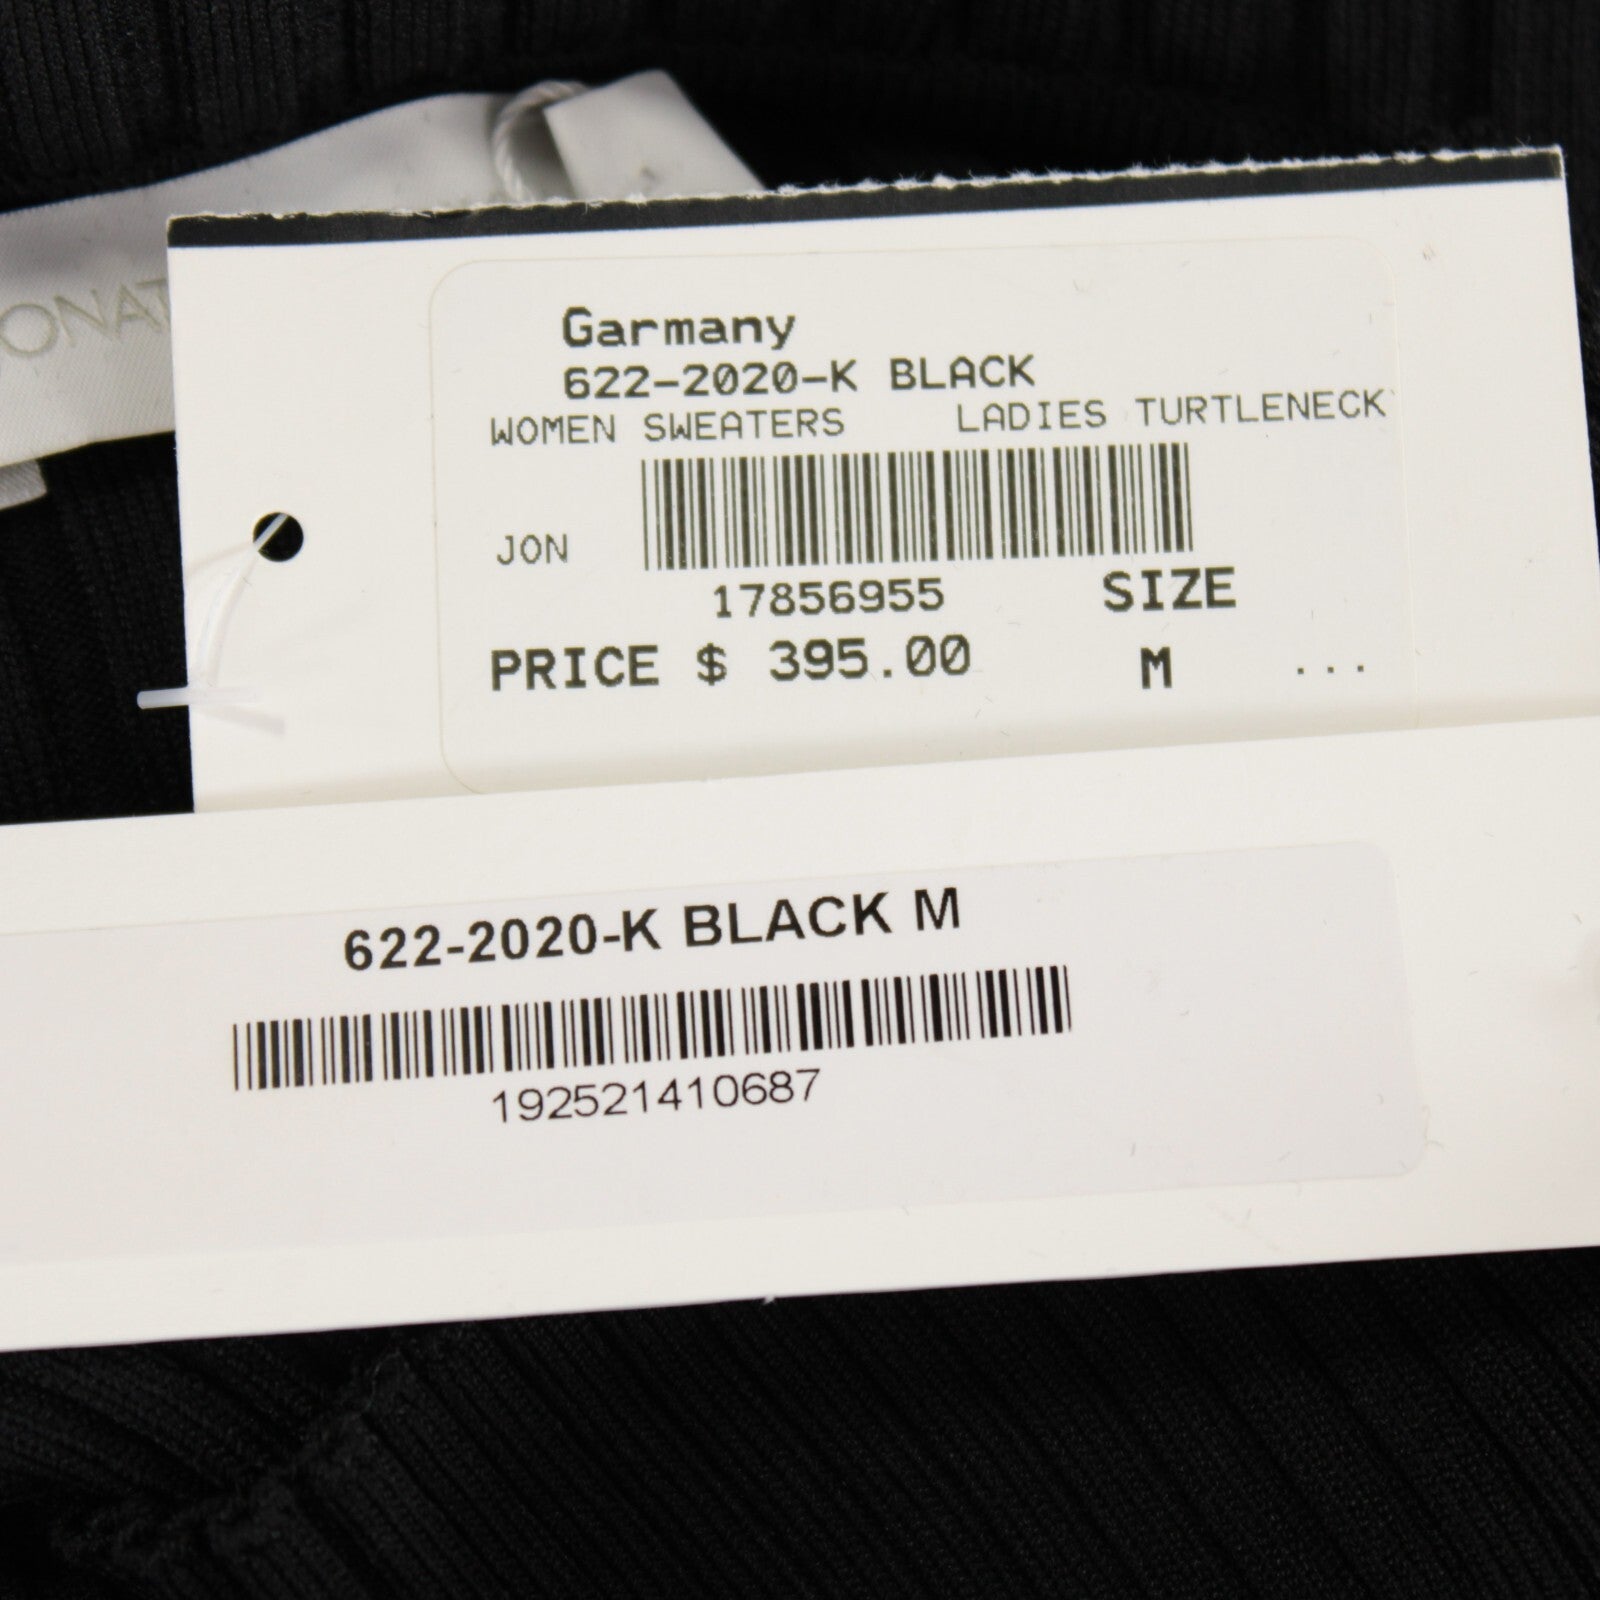 ONAT
Garmany
622-2020-K BLACK
WOMEN SWEATERS LADIES TURTLENECK
JON
17856955 SIZE
PRICE $ 395.00 M ...
622-2020-K BLACK M
192521410687